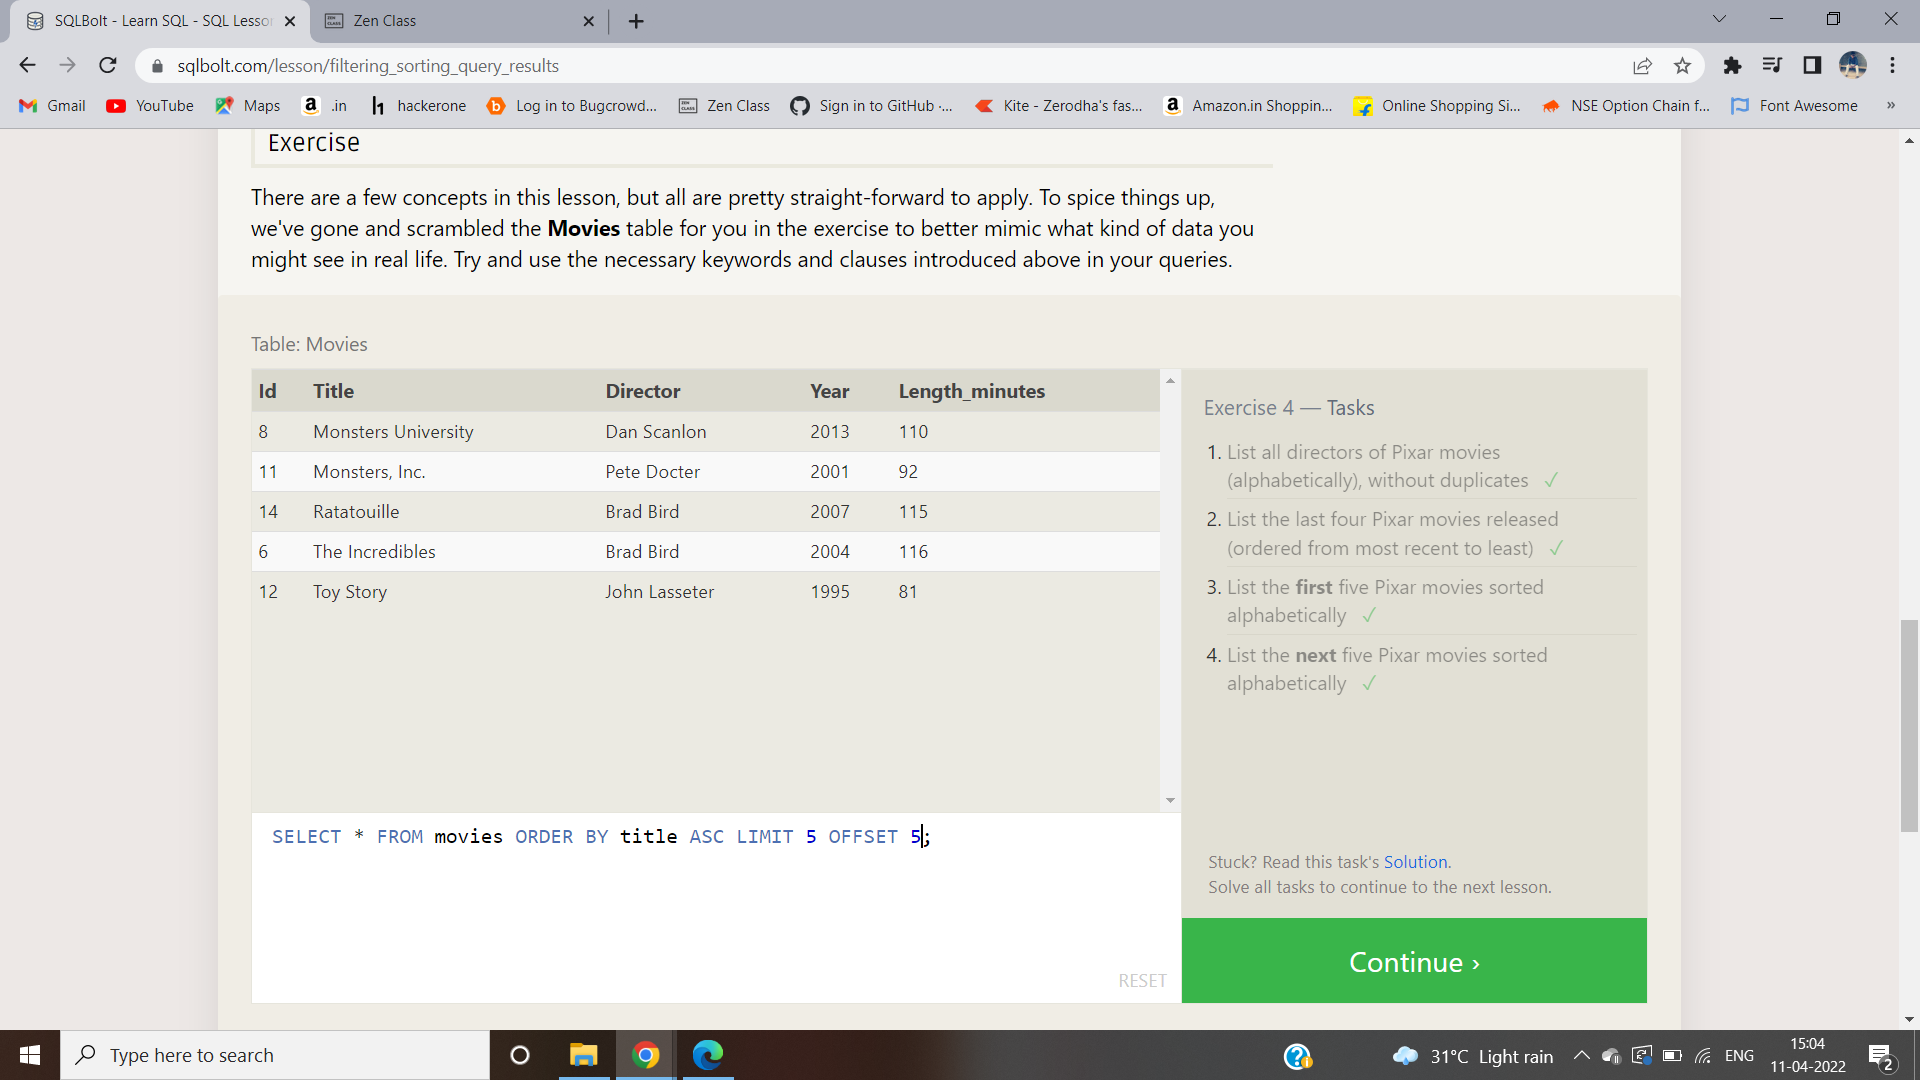 SQLBolt - Learn SQL - SQL Lesso
Zen Class
sqlbolt.com/lesson/filtering_sorting_query_results
Gmail YouTube Maps .in hackerone Log in to Bugcrowd... Zen Class Sign in to GitHub ·... Kite - Zerodha's fas... Amazon.in Shoppin... Online Shopping Si... NSE Option Chain f... Font Awesome »
Exercise
There are a few concepts in this lesson, but all are pretty straight-forward to apply. To spice things up,
we've gone and scrambled the Movies table for you in the exercise to better mimic what kind of data you
might see in real life. Try and use the necessary keywords and clauses introduced above in your queries.
Table: Movies
Id Title Director Year Length_minutes
8 Monsters University Dan Scanlon 2013 110
11 Monsters, Inc. Pete Docter 2001 92
14 Ratatouille Brad Bird 2007 115
6 The Incredibles Brad Bird 2004 116
12 Toy Story John Lasseter 1995 81
SELECT * FROM movies ORDER BY title ASC LIMIT 5 OFFSET 5;
RESET
Exercise 4 — Tasks
1. List all directors of Pixar movies
(alphabetically), without duplicates ✓
2. List the last four Pixar movies released
(ordered from most recent to least) ✓
3. List the first five Pixar movies sorted
alphabetically ✓
4. List the next five Pixar movies sorted
alphabetically ✓
Stuck? Read this task's Solution.
Solve all tasks to continue to the next lesson.
Continue ›
Type here to search
31°C Light rain
ENG
15:04
11-04-2022
2